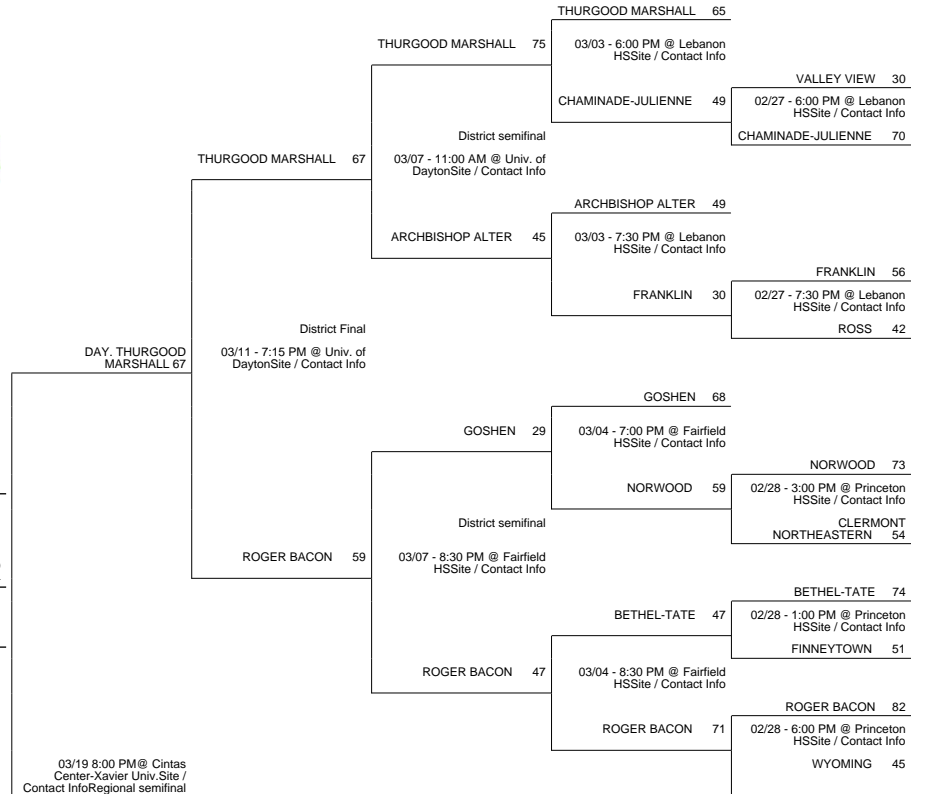 THURGOOD MARSHALL 65
THURGOOD MARSHALL 75
03/03 - 6:00 PM @ Lebanon
HSSite / Contact Info
VALLEY VIEW 30
CHAMINADE-JULIENNE 49
02/27 - 6:00 PM @ Lebanon
HSSite / Contact Info
CHAMINADE-JULIENNE 70
District semifinal
THURGOOD MARSHALL 67
03/07 - 11:00 AM @ Univ. of
DaytonSite / Contact Info
ARCHBISHOP ALTER 49
ARCHBISHOP ALTER 45
03/03 - 7:30 PM @ Lebanon
HSSite / Contact Info
FRANKLIN 56
FRANKLIN 30
02/27 - 7:30 PM @ Lebanon
HSSite / Contact Info
ROSS 42
District Final
DAY. THURGOOD
MARSHALL 67
03/11 - 7:15 PM @ Univ. of
DaytonSite / Contact Info
GOSHEN 68
GOSHEN 29
03/04 - 7:00 PM @ Fairfield
HSSite / Contact Info
NORWOOD 73
NORWOOD 59
02/28 - 3:00 PM @ Princeton
HSSite / Contact Info
CLERMONT
NORTHEASTERN 54
District semifinal
ROGER BACON 59
03/07 - 8:30 PM @ Fairfield
HSSite / Contact Info
BETHEL-TATE 74
BETHEL-TATE 47
02/28 - 1:00 PM @ Princeton
HSSite / Contact Info
FINNEYTOWN 51
ROGER BACON 47
03/04 - 8:30 PM @ Fairfield
HSSite / Contact Info
ROGER BACON 82
ROGER BACON 71
02/28 - 6:00 PM @ Princeton
HSSite / Contact Info
WYOMING 45
03/19 8:00 PM@ Cintas
Center-Xavier Univ.Site /
Contact InfoRegional semifinal